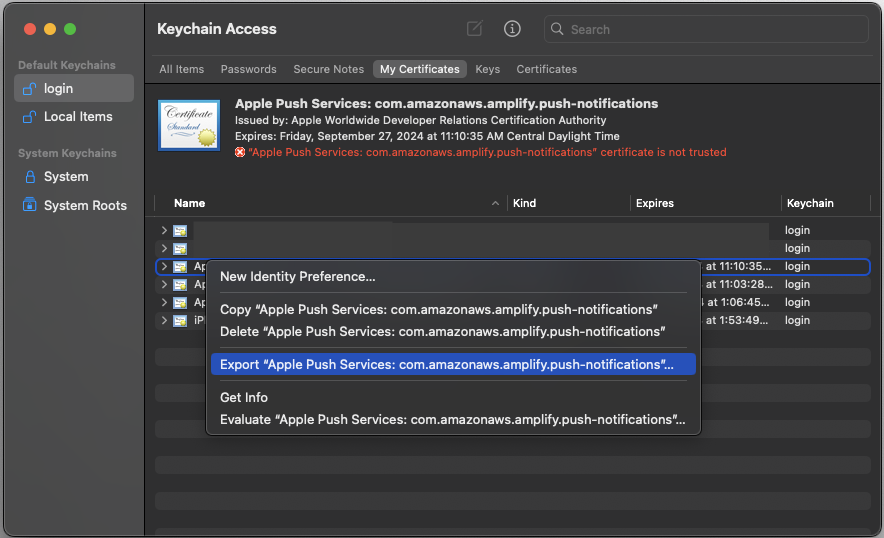 Keychain Access
Search
Default Keychains
login
Local Items
System Keychains
System
System Roots
All Items Passwords Secure Notes My Certificates Keys Certificates
Certificate
Standard
Apple Push Services: com.amazonaws.amplify.push-notifications
Issued by: Apple Worldwide Developer Relations Certification Authority
Expires: Friday, September 27, 2024 at 11:10:35 AM Central Daylight Time
“Apple Push Services: com.amazonaws.amplify.push-notifications” certificate is not trusted
Name Kind Expires Keychain
login
login
at 11:10:35... login
at 11:03:28... login
at 1:06:45... login
at 1:53:49... login
New Identity Preference...
Copy “Apple Push Services: com.amazonaws.amplify.push-notifications”
Delete “Apple Push Services: com.amazonaws.amplify.push-notifications”
Export “Apple Push Services: com.amazonaws.amplify.push-notifications”...
Get Info
Evaluate “Apple Push Services: com.amazonaws.amplify.push-notifications”...